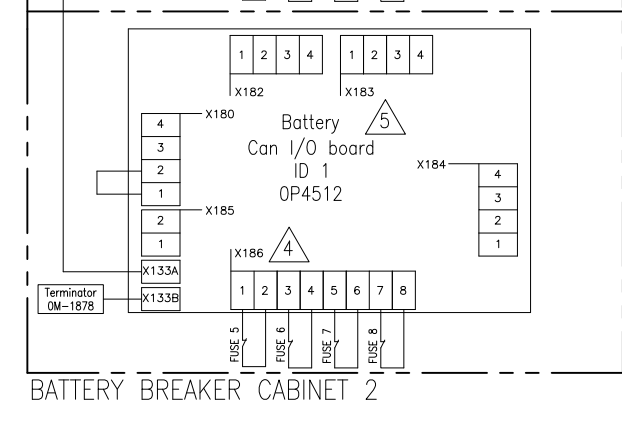 1 2 3 4
1 2 3 4
X182
X183
X180
4
3
2
1
Battery
Can I/O board
ID 1
OP4512
5
X184
4
3
2
1
X185
2
1
X186
4
X133A
X133B
Terminator
OM-1878
1 2 3 4 5 6 7 8
FUSE 5
FUSE 6
FUSE 7
FUSE 8
BATTERY BREAKER CABINET 2